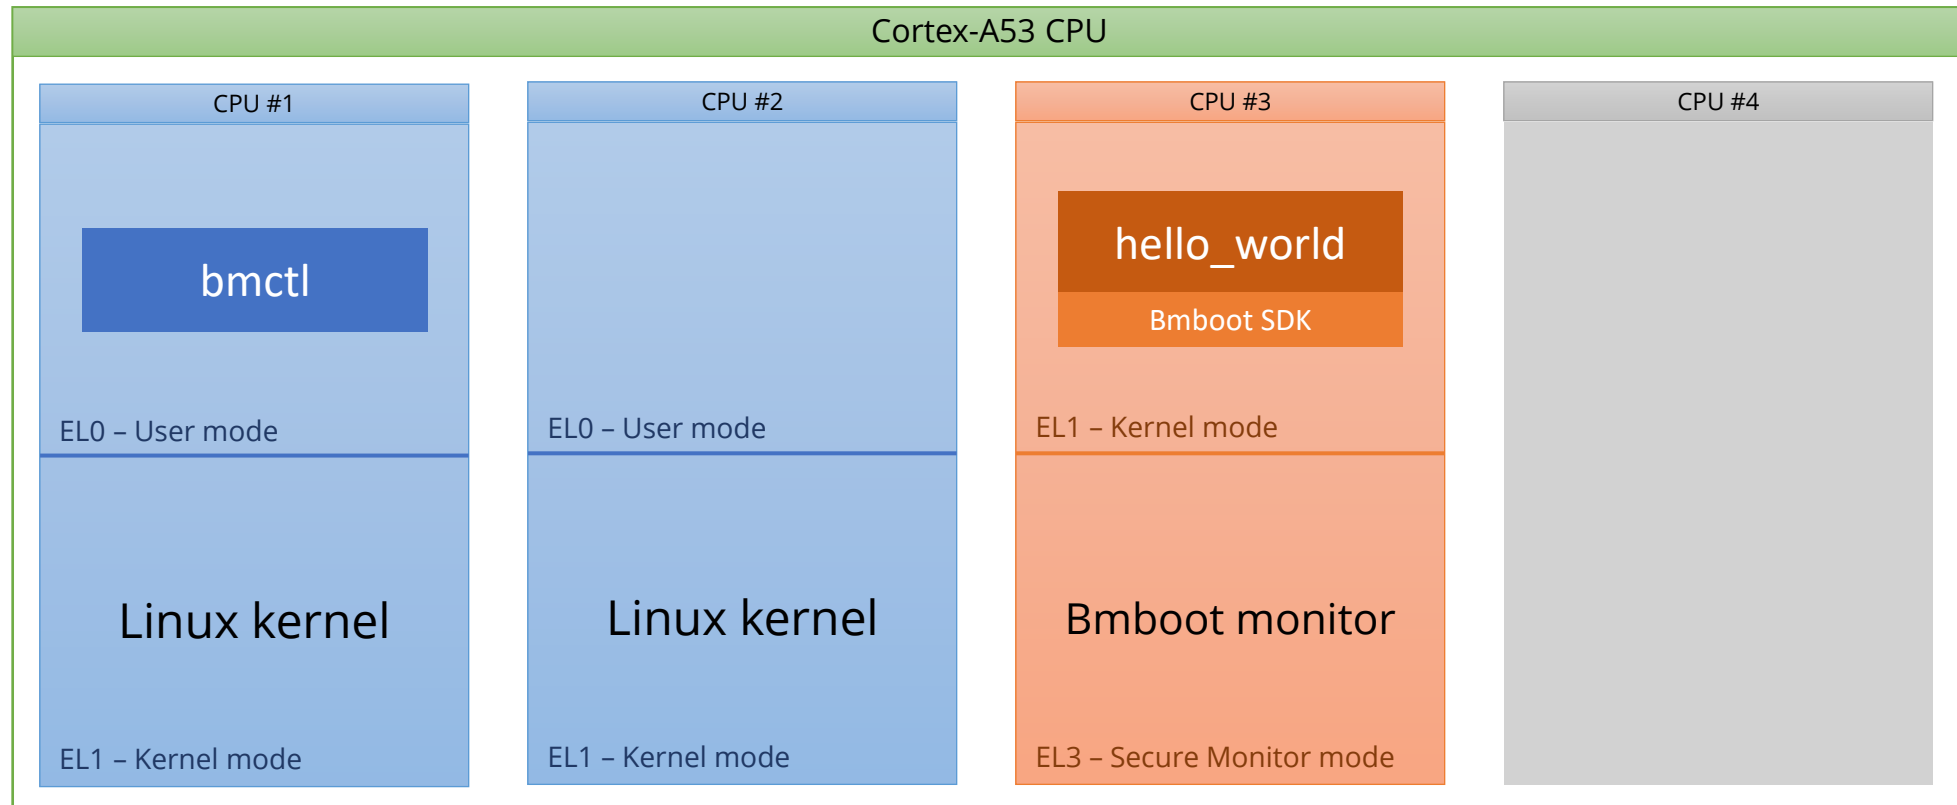 Cortex-A53 CPU
CPU #1
bmctl
EL0 – User mode
Linux kernel
EL1 – Kernel mode
CPU #2
EL0 – User mode
Linux kernel
EL1 – Kernel mode
CPU #3
hello_world
Bmboot SDK
EL1 – Kernel mode
Bmboot monitor
EL3 – Secure Monitor mode
CPU #4